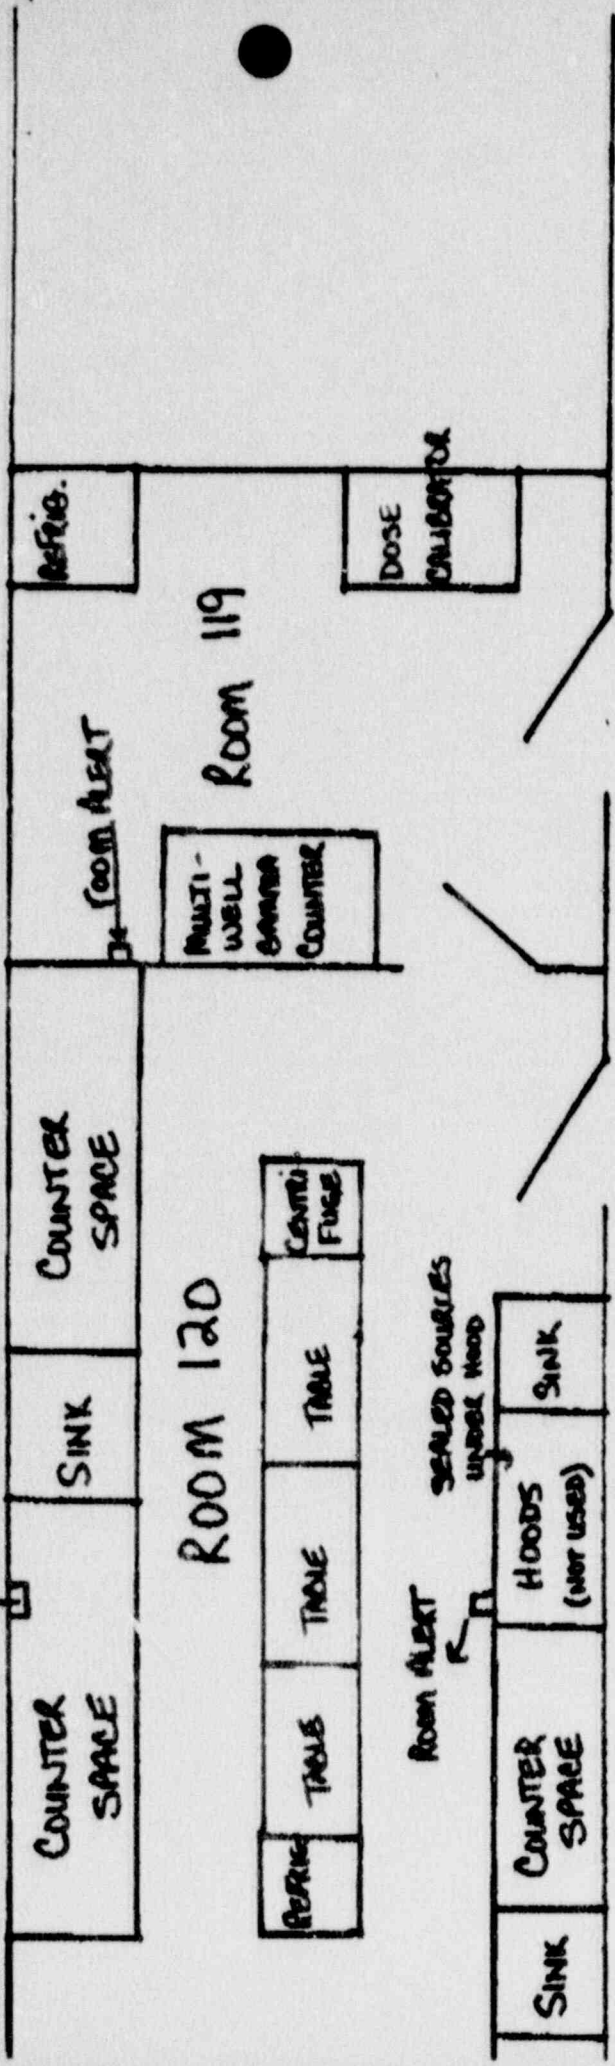 REFRIG.
DOSE
CALIBRATOR
ROOM 119
ROOM ALERT
MULTI-
WELL
GAMMA
COUNTER
COUNTER
SPACE
SINK
COUNTER
SPACE
ROOM 120
CENTRI
FUGE
TABLE
TABLE
TABLE
REFRIG
SEALED SOURCES
UNDER HOOD
ROOM ALERT
SINK
HOODS
(NOT USED)
COUNTER
SPACE
SINK